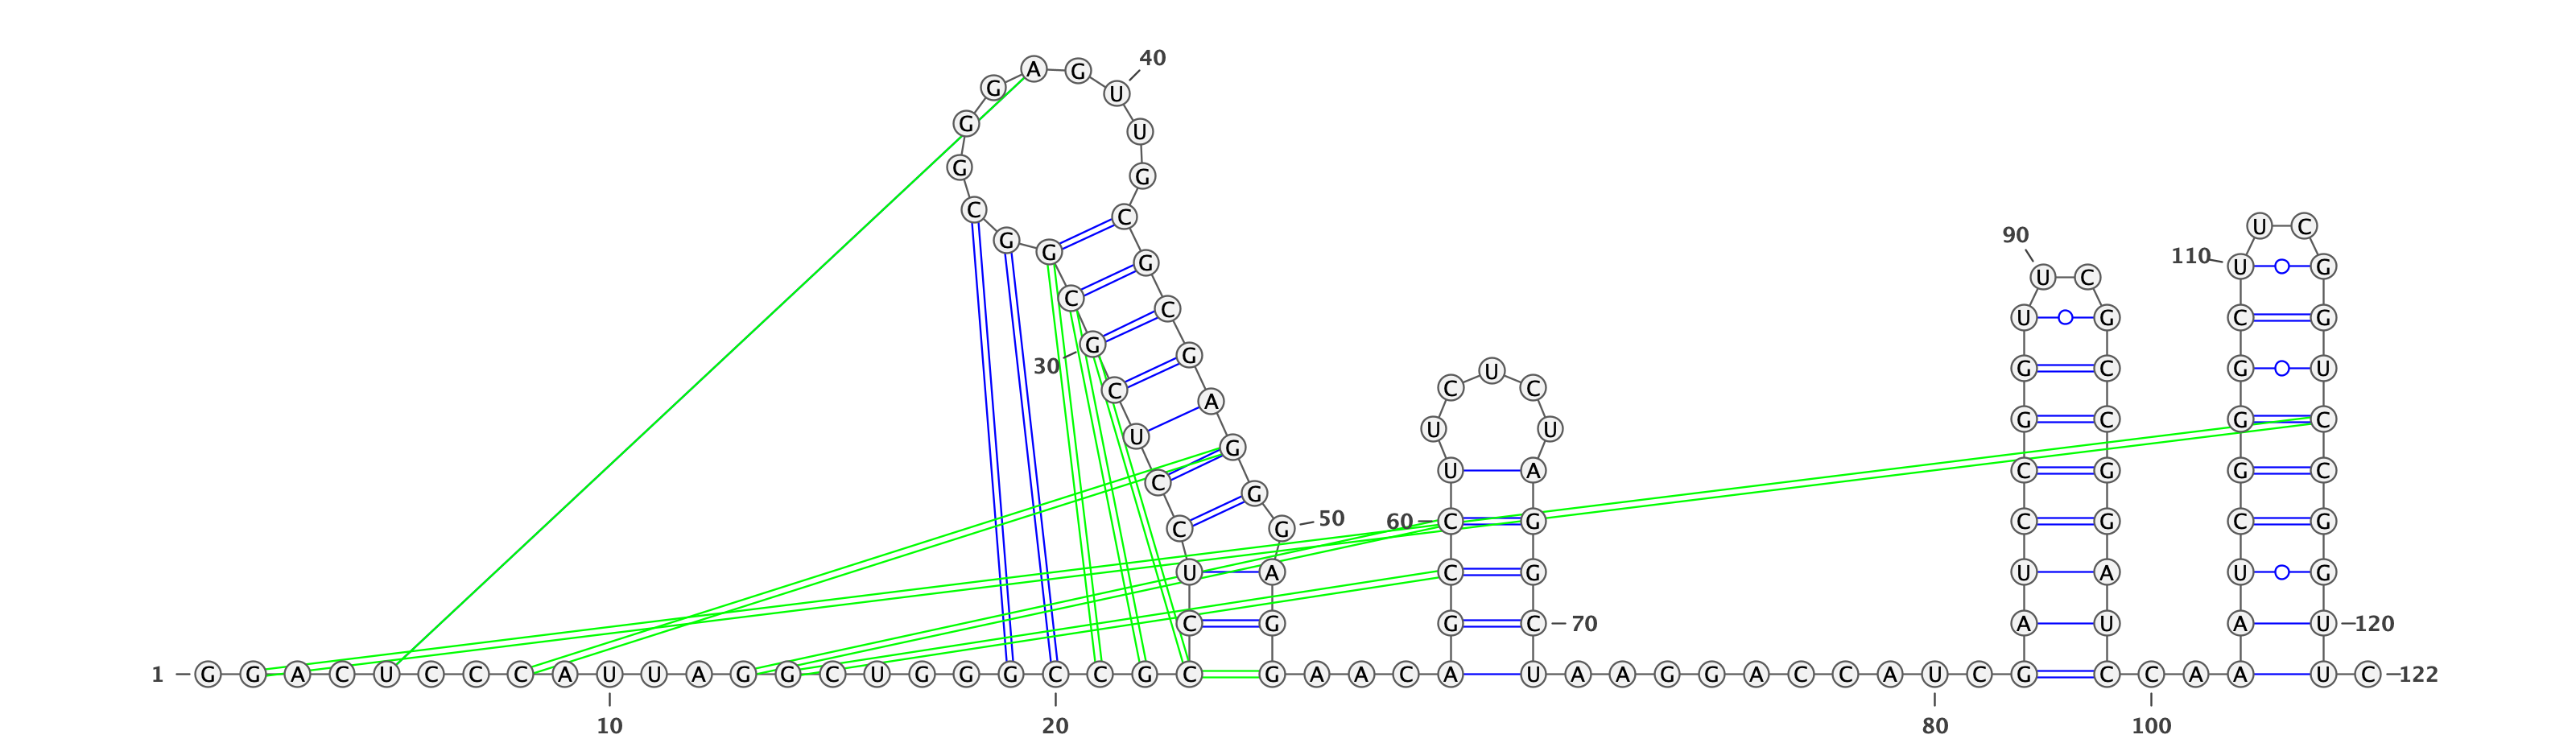 1
G G A C U C C C A U
10
U A G G C U G G G C
20
C G C C U C C U C G
30
C G G C G G G A G U
40
U G C G C G A G G G
50
A G G A A C A G C C
60
U U C U C U A G G C
70
U A A G G A C C A U
80
C G A U C C G G U U
90
C G C C G G A U C C
100
A A A U C G G G C U
110
U C G G U C C G G U
120
U C
122